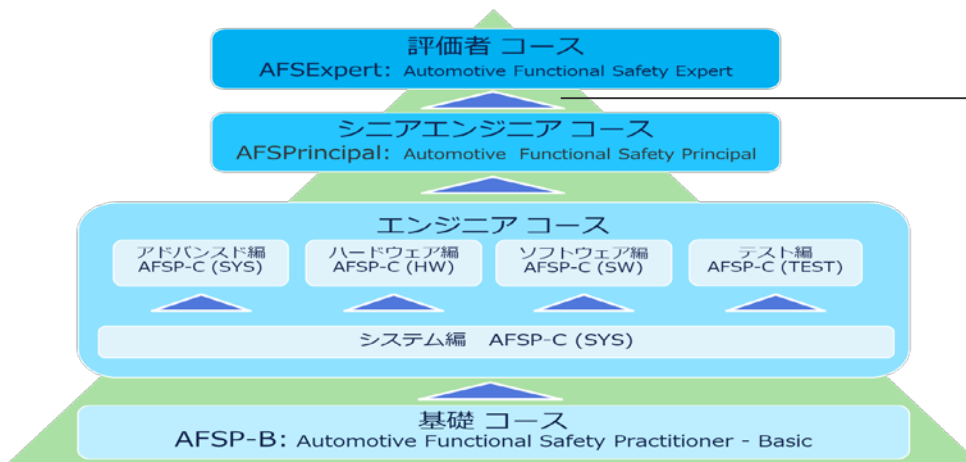 評価者 コース
AFSExpert: Automotive Functional Safety Expert
シニアエンジニア コース
AFSPrincipal: Automotive Functional Safety Principal
エンジニア コース
アドバンスド編
AFSP-C (SYS)
ハードウェア編
AFSP-C (HW)
ソフトウェア編
AFSP-C (SW)
テスト編
AFSP-C (TEST)
システム編 AFSP-C (SYS)
基礎 コース
AFSP-B: Automotive Functional Safety Practitioner - Basic